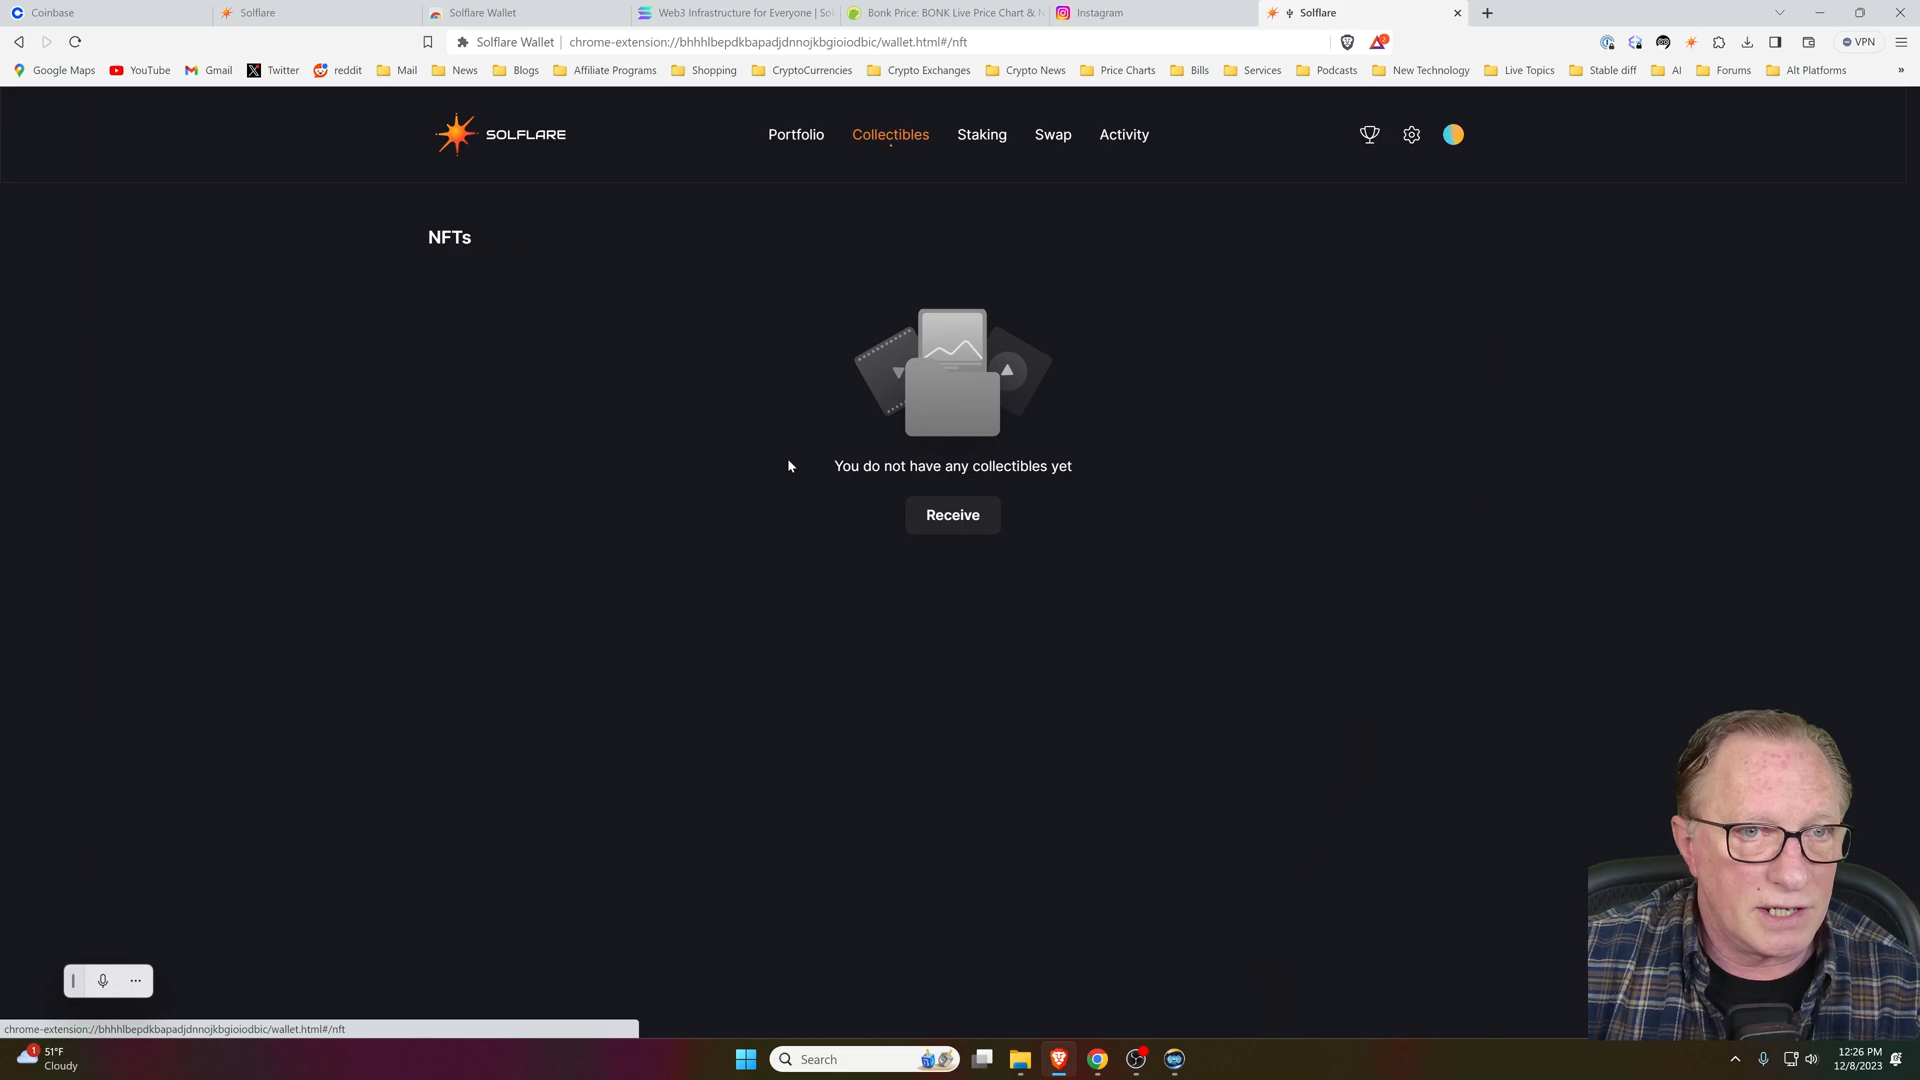 Coinbase
Solflare
Solflare Wallet
Web3 Infrastructure for Everyone | Sol
Bonk Price: BONK Live Price Chart & N
Instagram
Solflare
Solflare Wallet
chrome-extension://bhhhlbepdkbapadjdnnojkbgioiodbic/wallet.html#/nft
2
VPN
Google Maps
YouTube
Gmail
Twitter
reddit
Mail
News
Blogs
Affiliate Programs
Shopping
CryptoCurrencies
Crypto Exchanges
Crypto News
Price Charts
Bills
Services
Podcasts
New Technology
Live Topics
Stable diff
AI
Forums
Alt Platforms
»
SOLFLARE
Portfolio
Collectibles
Staking
Swap
Activity
NFTs
You do not have any collectibles yet
Receive
chrome-extension://bhhhlbepdkbapadjdnnojkbgioiodbic/wallet.html#/nft
1
51°F
Cloudy
Search
12:26 PM
12/8/2023